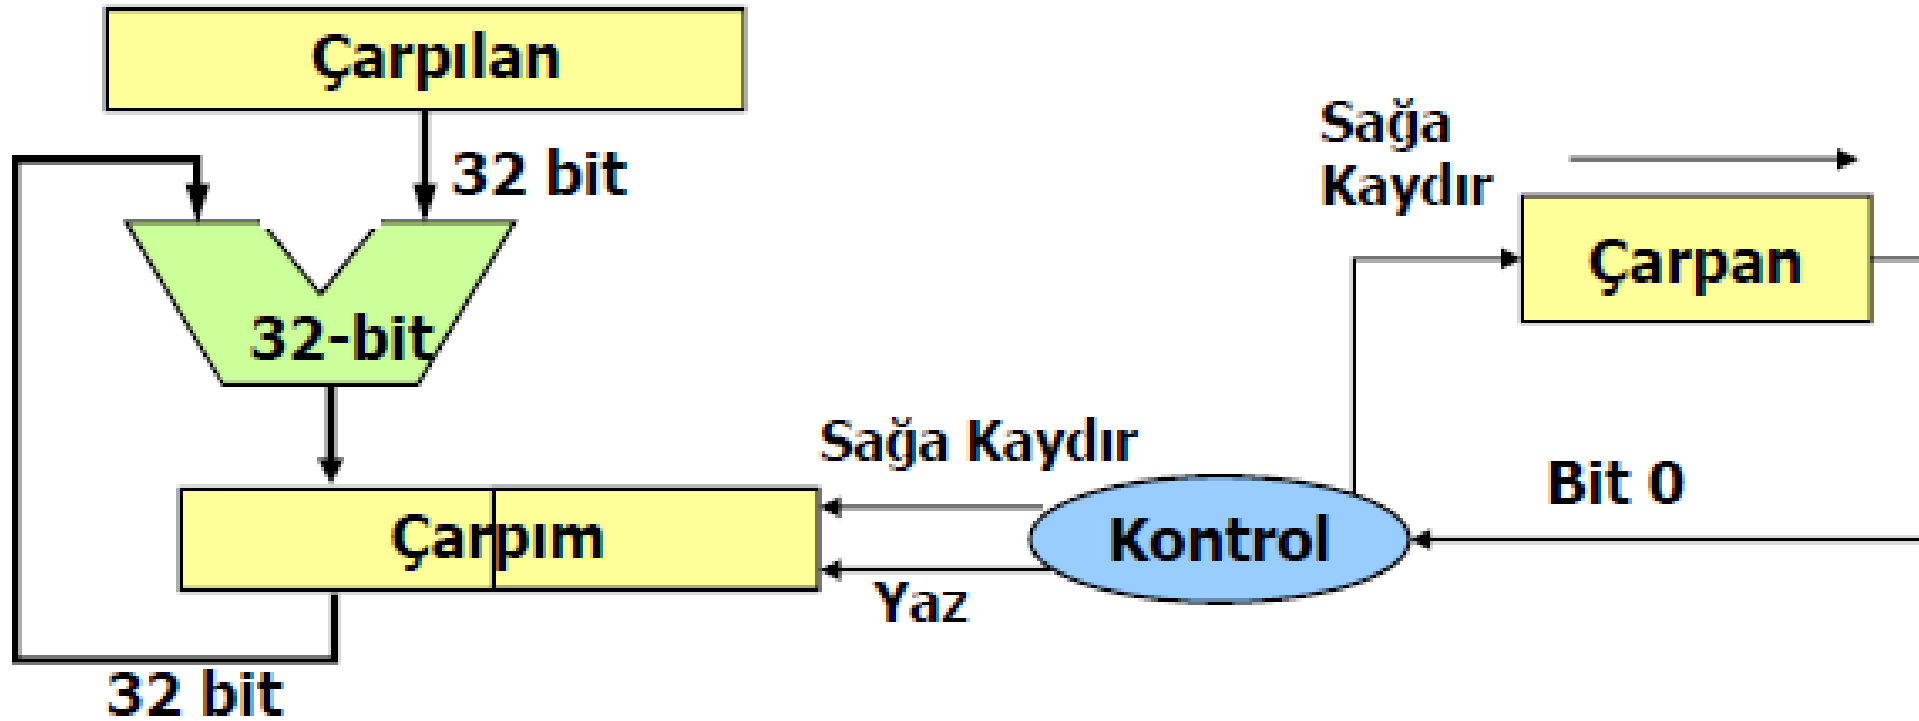 Çarpılan
32 bit
Sağa
Kaydır
Çarpan
32-bit
Sağa Kaydır
Bit 0
Çarpım
Kontrol
Yaz
32 bit